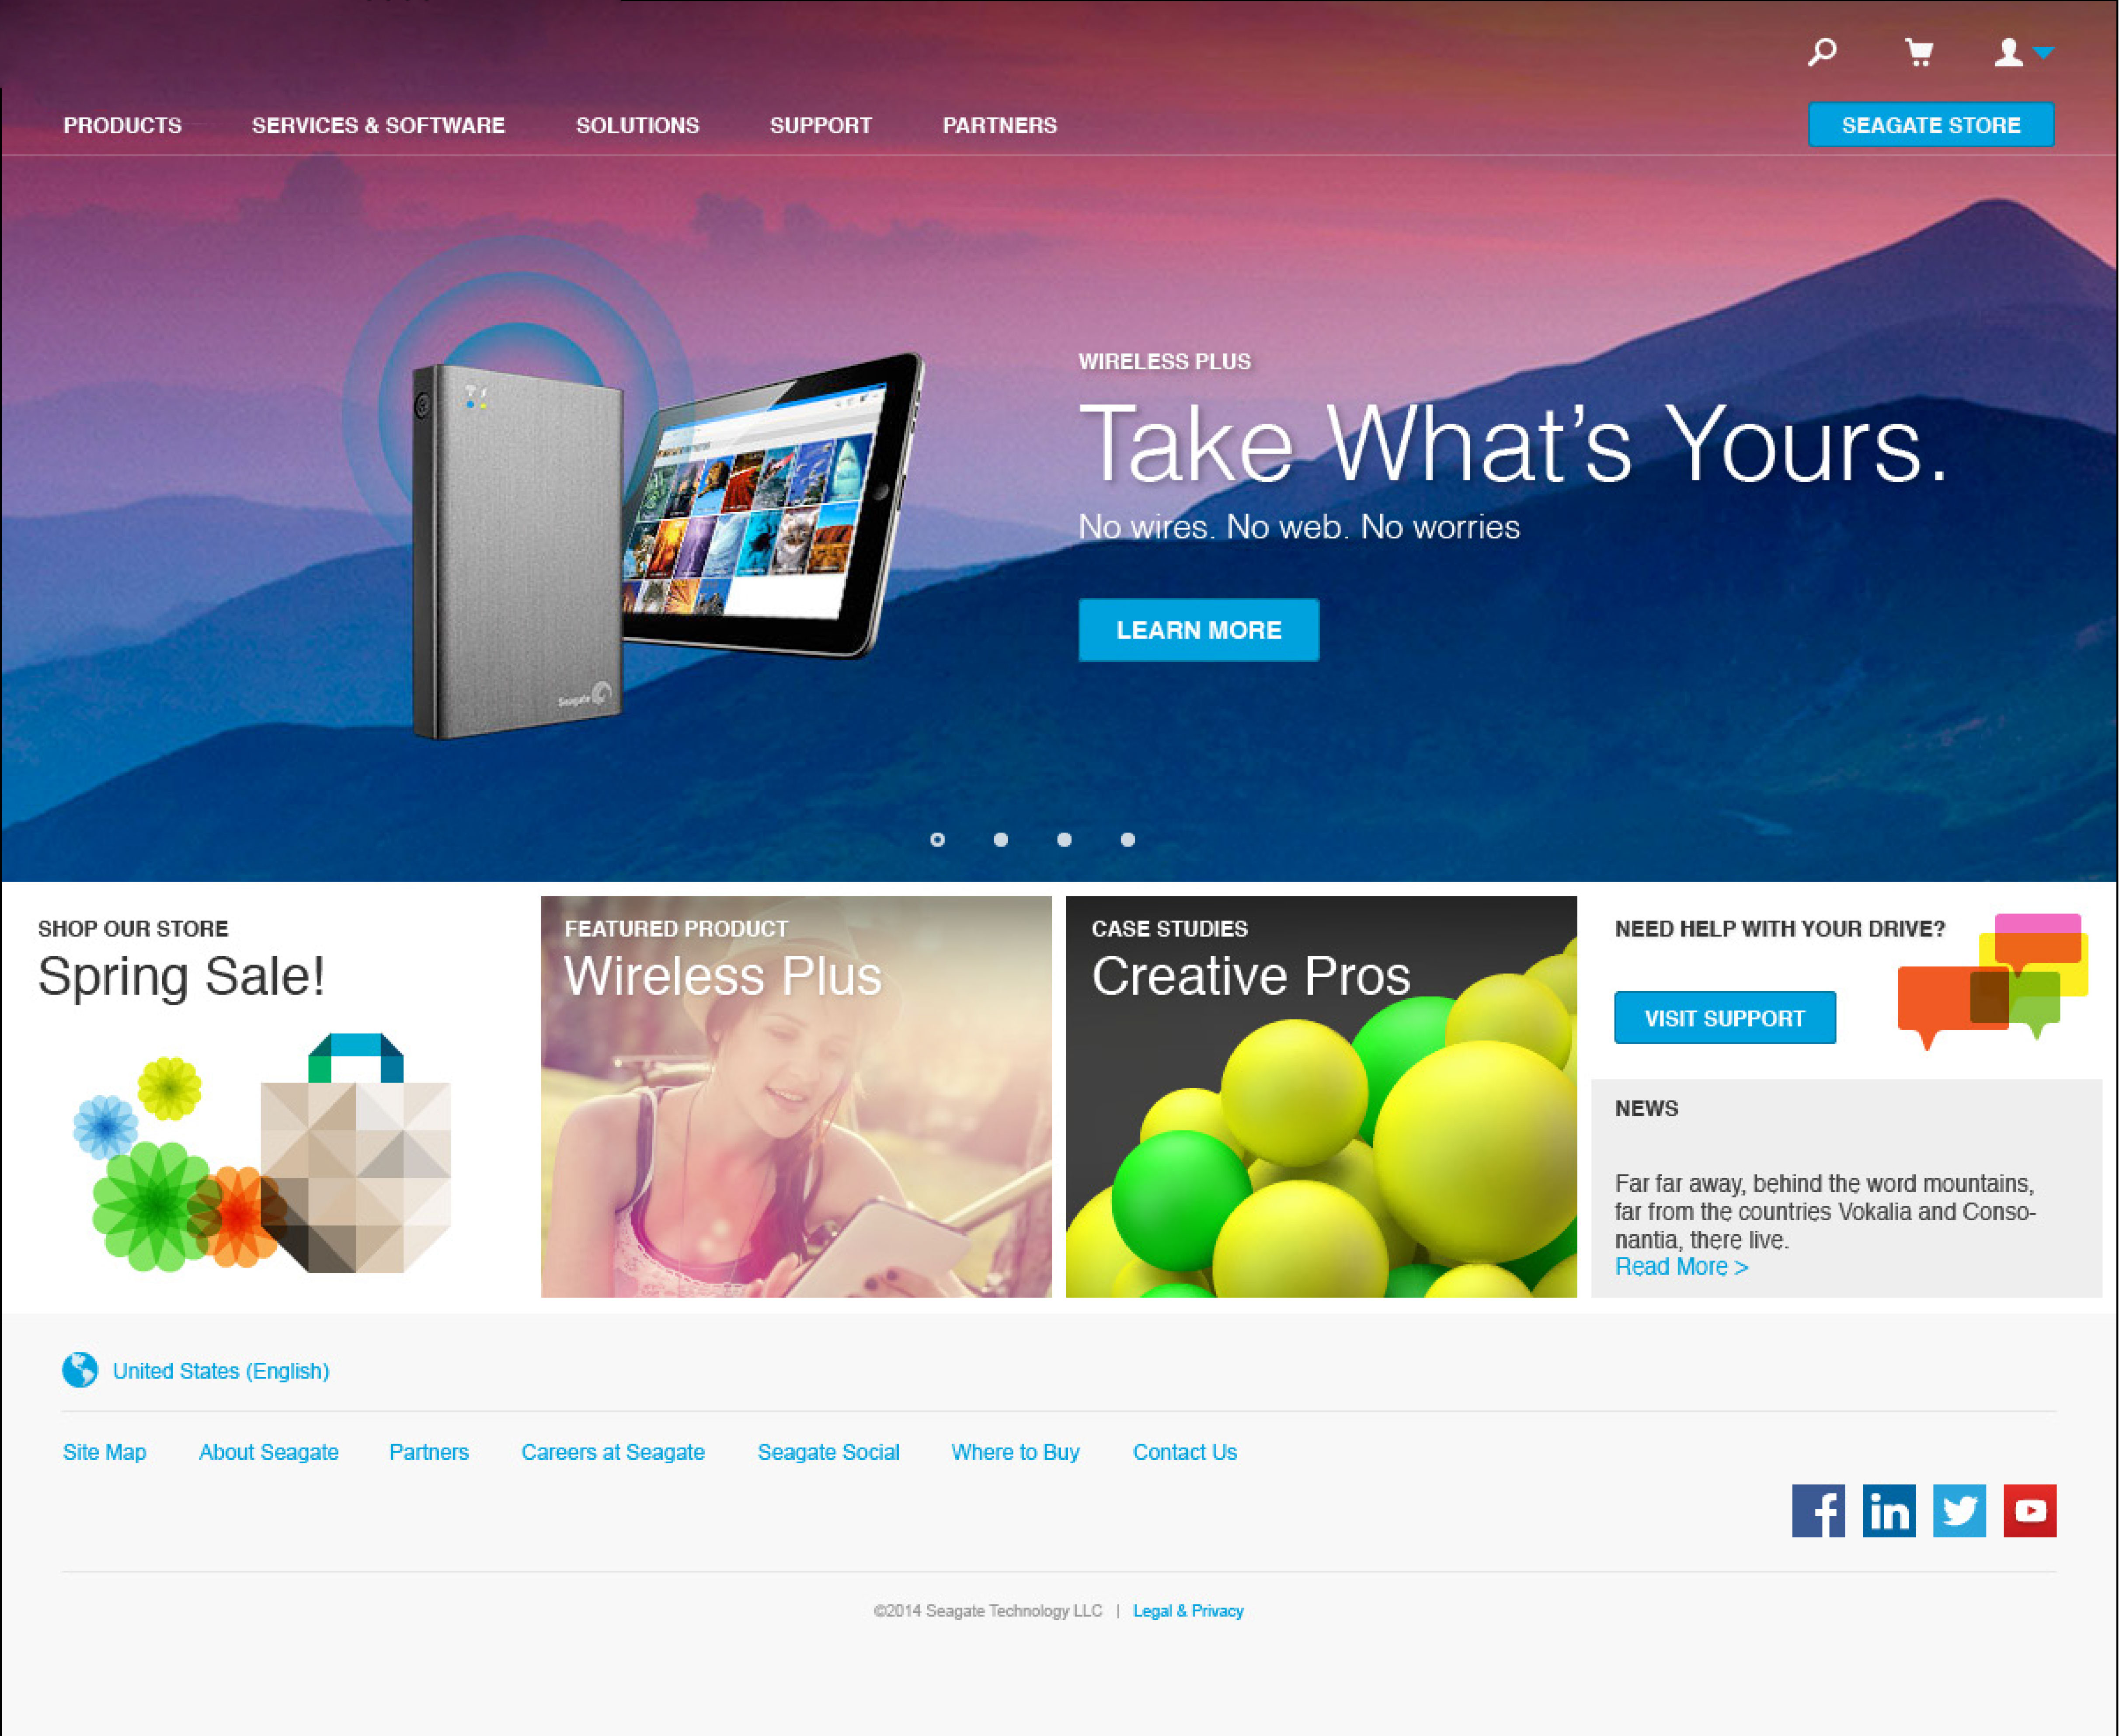 PRODUCTS SERVICES & SOFTWARE SOLUTIONS SUPPORT PARTNERS SEAGATE STORE
WIRELESS PLUS
Take What’s Yours.
No wires. No web. No worries
LEARN MORE
Seagate
SHOP OUR STORE
Spring Sale!
FEATURED PRODUCT
Wireless Plus
CASE STUDIES
Creative Pros
NEED HELP WITH YOUR DRIVE?
VISIT SUPPORT
NEWS
Far far away, behind the word mountains,
far from the countries Vokalia and Conso-
nantia, there live.
Read More >
United States (English)
Site Map About Seagate Partners Careers at Seagate Seagate Social Where to Buy Contact Us
©2014 Seagate Technology LLC | Legal & Privacy